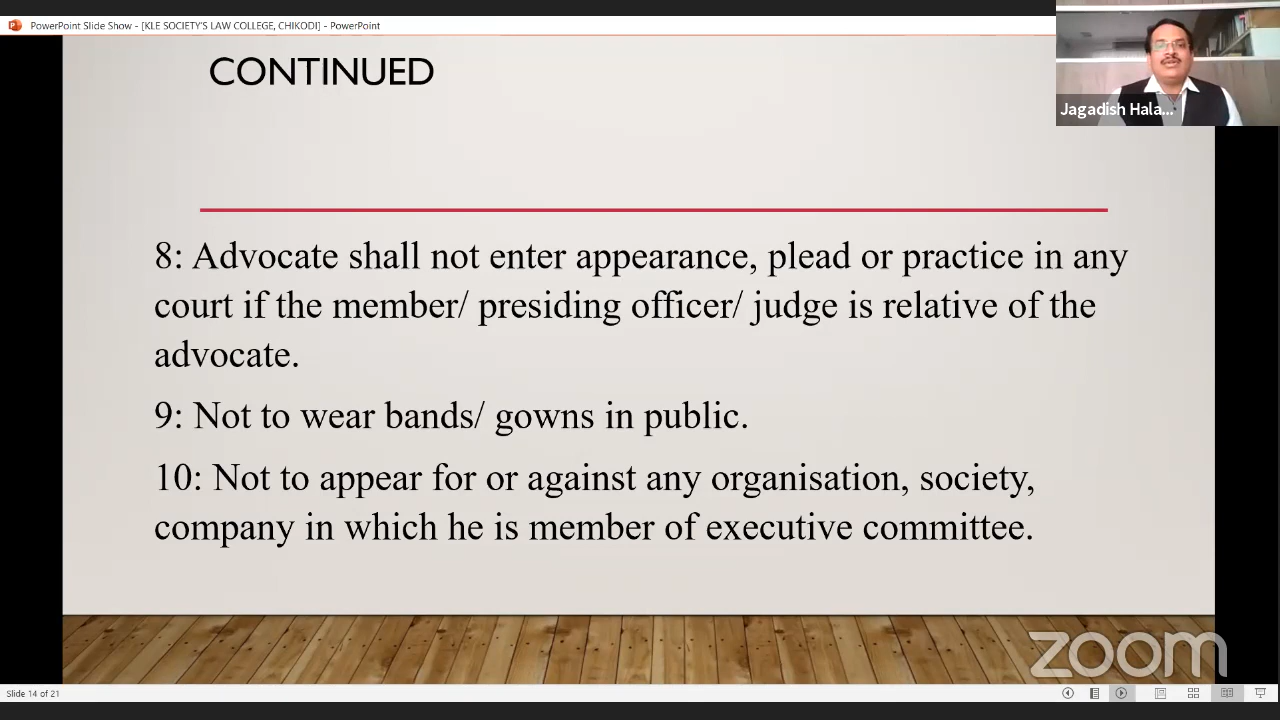 PowerPoint Slide Show - [KLE SOCIETY'S LAW COLLEGE, CHIKODI] - PowerPoint
CONTINUED
Jagadish Hala...
8: Advocate shall not enter appearance, plead or practice in any
court if the member/ presiding officer/ judge is relative of the
advocate.
9: Not to wear bands/ gowns in public.
10: Not to appear for or against any organisation, society,
company in which he is member of executive committee.
zoom
Slide 14 of 21